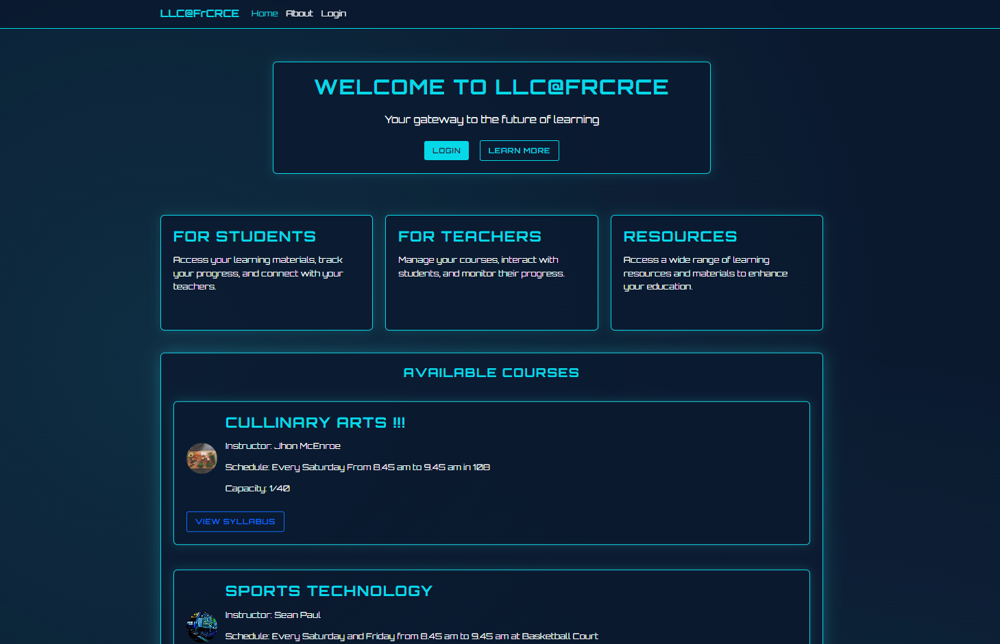 LLC@FrCRCE Home About Login
WELCOME TO LLC@FRCRCE
Your gateway to the future of learning
LOGIN LEARN MORE
FOR STUDENTS
Access your learning materials, track
your progress, and connect with your
teachers.
FOR TEACHERS
Manage your courses, interact with
students, and monitor their progress.
RESOURCES
Access a wide range of learning
resources and materials to enhance
your education.
AVAILABLE COURSES
CULLINARY ARTS !!!
Instructor: Jhon McEnroe
Schedule: Every Saturday From 8.45 am to 9.45 am in 108
Capacity: 1/40
VIEW SYLLABUS
SPORTS TECHNOLOGY
Instructor: Sean Paul
Schedule: Every Saturday and Friday from 8.45 am to 9.45 am at Basketball Court